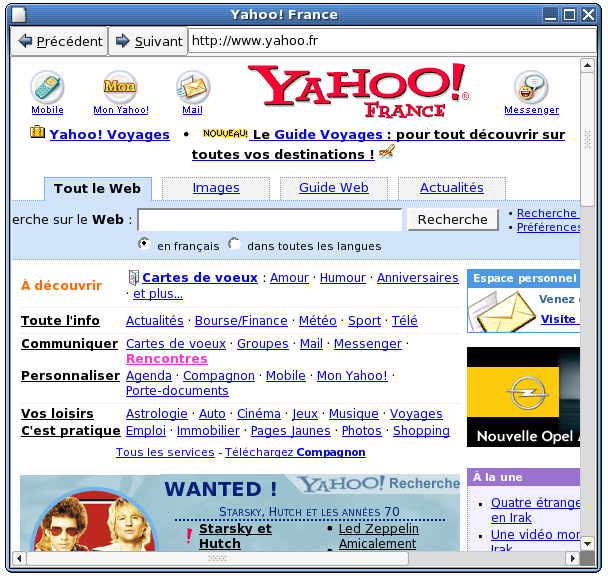 Yahoo! France
Précédent Suivant http://www.yahoo.fr
Mon
YAHOO!
FRANCE
Mobile Mon Yahoo! Mail Messenger
Yahoo! Voyages • NOUVEAU! Le Guide Voyages : pour tout découvrir sur
toutes vos destinations !
Tout le Web Images Guide Web Actualités
erche sur le Web : Recherche • Recherche
• Préférences
en français dans toutes les langues
À découvrir Cartes de voeux : Amour · Humour · Anniversaires
· et plus...
Toute l'info Actualités · Bourse/Finance · Météo · Sport · Télé
Communiquer Cartes de voeux · Groupes · Mail · Messenger ·
Rencontres
Personnaliser Agenda · Compagnon · Mobile · Mon Yahoo! ·
Porte-documents
Vos loisirs Astrologie · Auto · Cinéma · Jeux · Musique · Voyages
C'est pratique Emploi · Immobilier · Pages Jaunes · Photos · Shopping
Tous les services - Téléchargez Compagnon
WANTED ! YAHOO! Recherche
Starsky, Hutch et les années 70
! Starsky et
Hutch
• Led Zeppelin
• Amicalement
Espace personnel
Venez d
Visite
Nouvelle Opel A
À la une
Quatre étrange
en Irak
Une vidéo mon
Irak